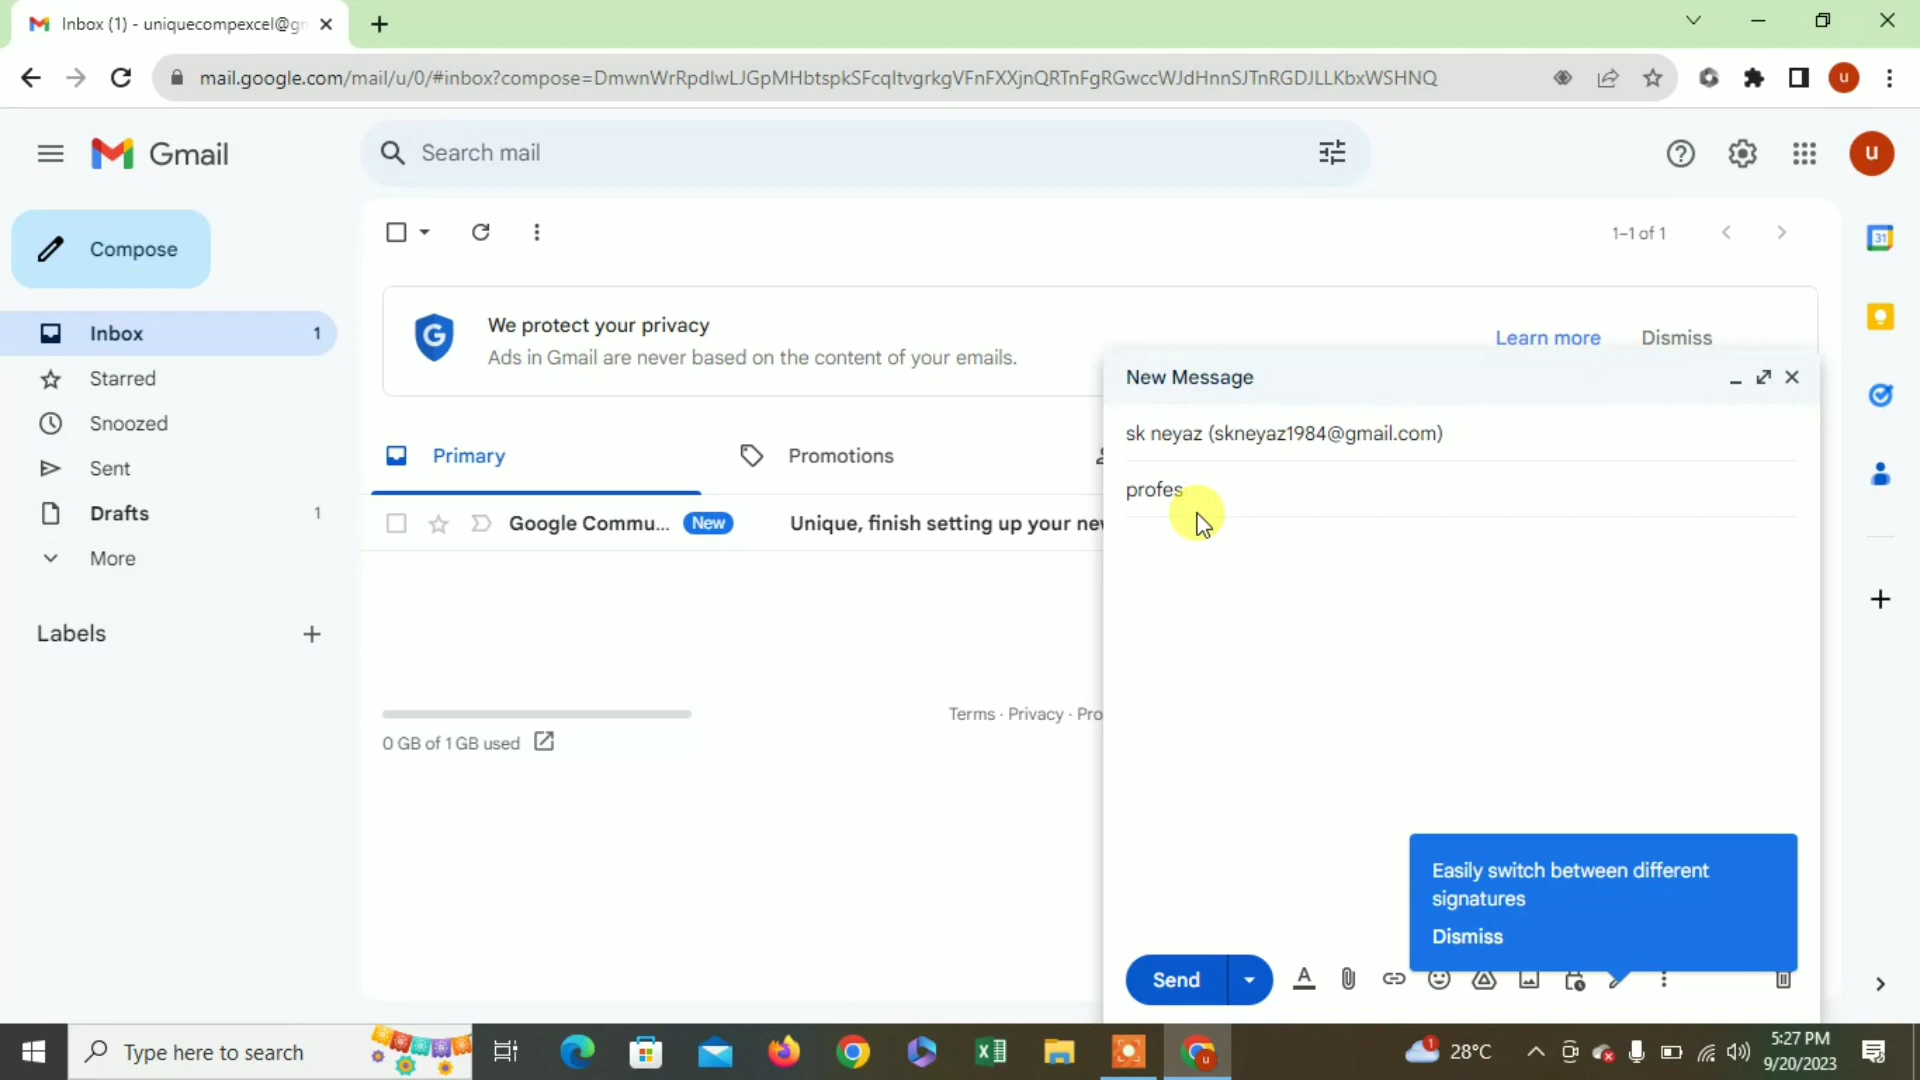 Inbox (1) - uniquecompexcel@g
mail.google.com/mail/u/0/#inbox?compose=DmwnWrRpdlwLJGpMHbtspkSFcqltvgrkgVFnFXXjnQRTnFgRGwccWJdHnnSJTnRGDJLLKbxWSHNQ
u
Gmail
Search mail
u
Compose
1–1 of 1
31
We protect your privacy
Ads in Gmail are never based on the content of your emails.
Learn more
Dismiss
Inbox 1
Starred
Snoozed
Sent
Drafts 1
More
Labels
Primary
Promotions
Google Commu... New Unique, finish setting up your nev
0 GB of 1 GB used
Terms · Privacy · Pro
New Message
sk neyaz (skneyaz1984@gmail.com)
profes
Easily switch between different
signatures
Dismiss
Send
Type here to search
1
28°C
5:27 PM
9/20/2023